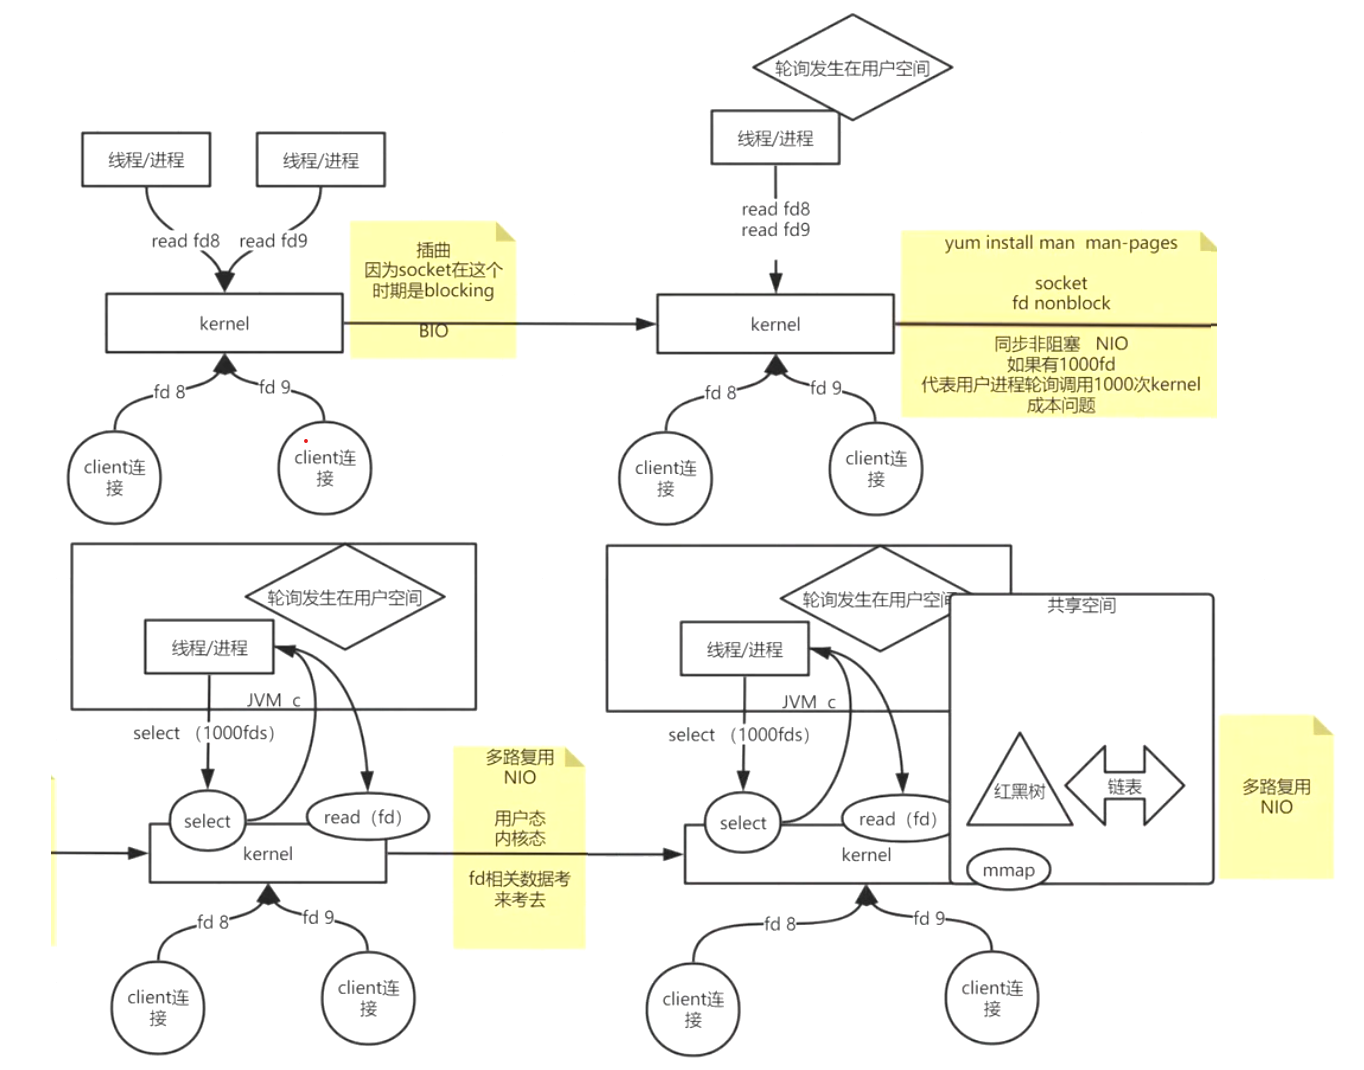 线程/进程
线程/进程
read fd8
read fd9
插曲
因为socket在这个
时期是blocking
BIO
kernel
fd 8
fd 9
client连
接
client连
接
轮询发生在用户空间
线程/进程
read fd8
read fd9
kernel
fd 8
fd 9
client连
接
client连
接
yum install man  man-pages
socket
fd nonblock
同步非阻塞   NIO
如果有1000fd
代表用户进程轮询调用1000次kernel
成本问题
轮询发生在用户空间
线程/进程
JVM  c
select （1000fds）
select
read（fd）
kernel
fd 8
fd 9
client连
接
client连
接
多路复用
NIO
用户态
内核态
fd相关数据考
来考去
轮询发生在用户空
线程/进程
JVM  c
select （1000fds）
select
read（fd）
kernel
fd 8
fd 9
client连
接
client连
接
共享空间
红黑树
链表
mmap
多路复用
NIO